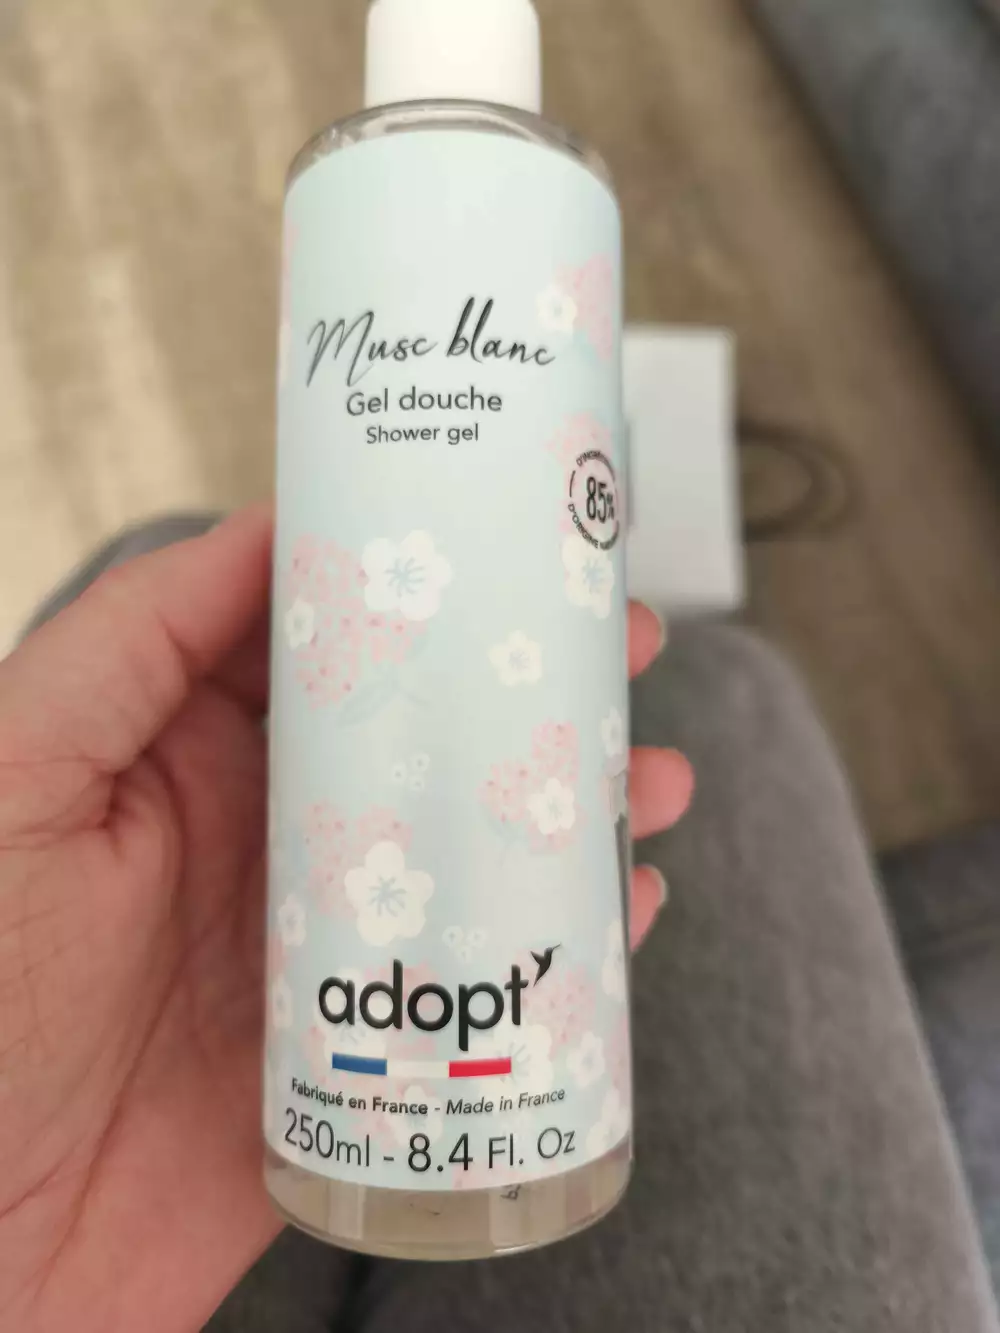 Musc blanc
Gel douche
Shower gel
85%
D'ORIGINE
adopt'
Fabriqué en France - Made in France
250ml - 8.4 Fl. Oz